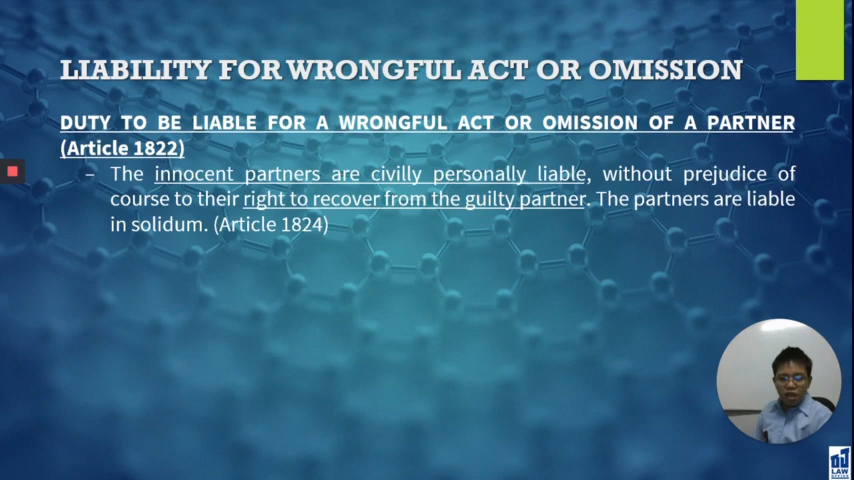 LIABILITY FOR WRONGFUL ACT OR OMISSION
DUTY TO BE LIABLE FOR A WRONGFUL ACT OR OMISSION OF A PARTNER
(Article 1822)
– The innocent partners are civilly personally liable, without prejudice of
course to their right to recover from the guilty partner. The partners are liable
in solidum. (Article 1824)
LAW